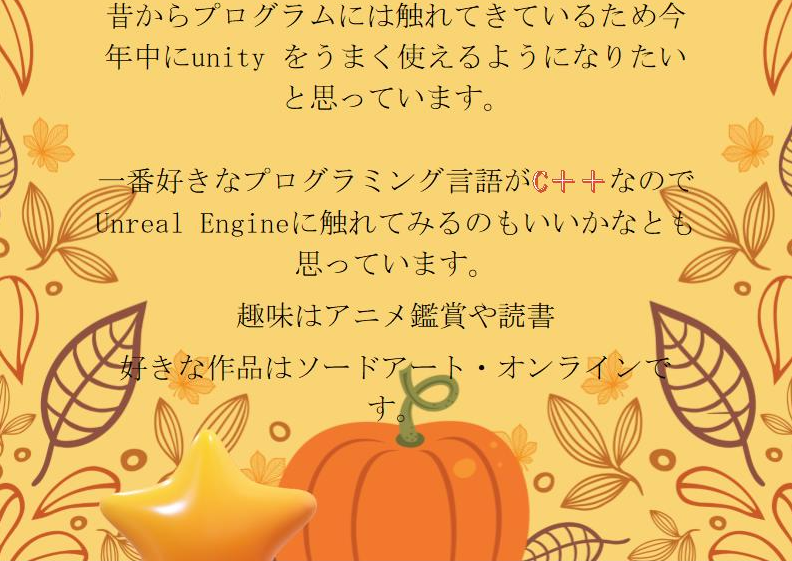 昔からプログラムには触れてきているため今
年中にunity をうまく使えるようになりたい
と思っています。
一番好きなプログラミング言語がC++なので
Unreal Engineに触れてみるのもいいかなとも
思っています。
趣味はアニメ鑑賞や読書
好きな作品はソードアート・オンラインで
す。